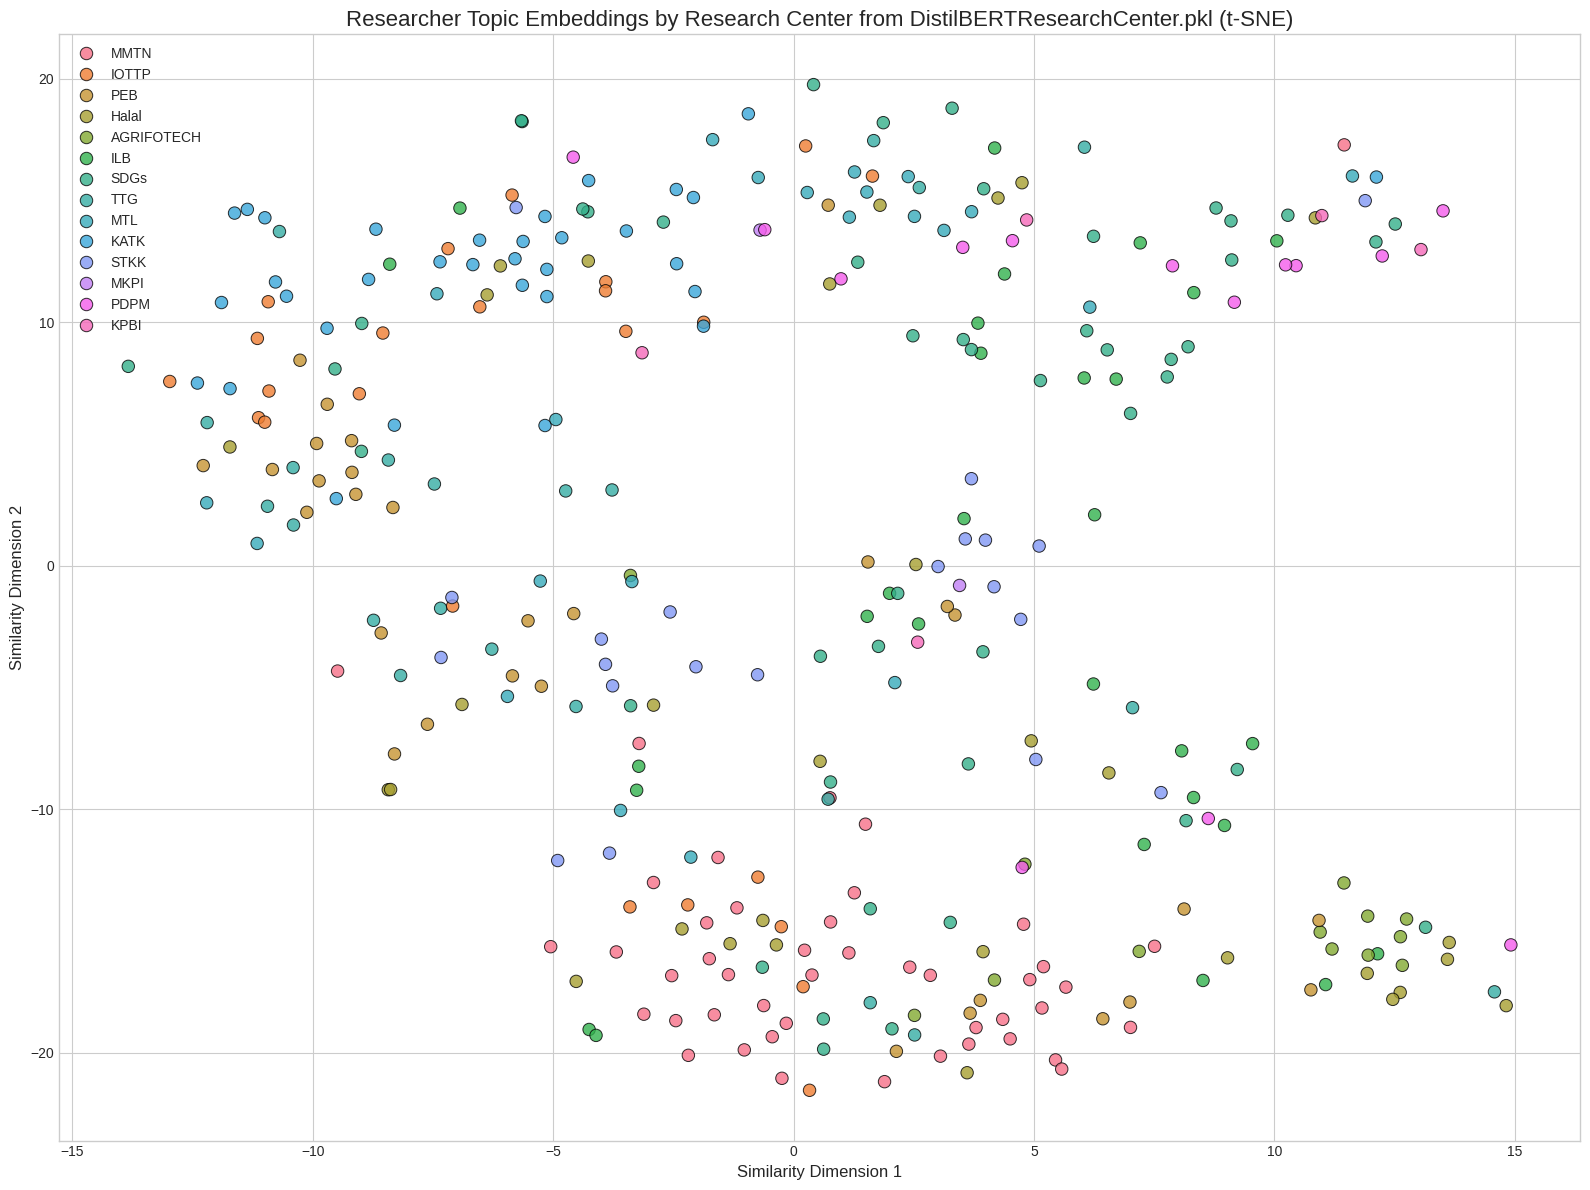 Researcher Topic Embeddings by Research Center from DistilBERTResearchCenter.pkl (t-SNE)
MMTN
IOTTP
PEB
Halal
AGRIFOTECH
ILB
SDGs
TTG
MTL
KATK
STKK
MKPI
PDPM
KPBI
20
10
0
−10
−20
Similarity Dimension 2
−15
−10
−5
0
5
10
15
Similarity Dimension 1